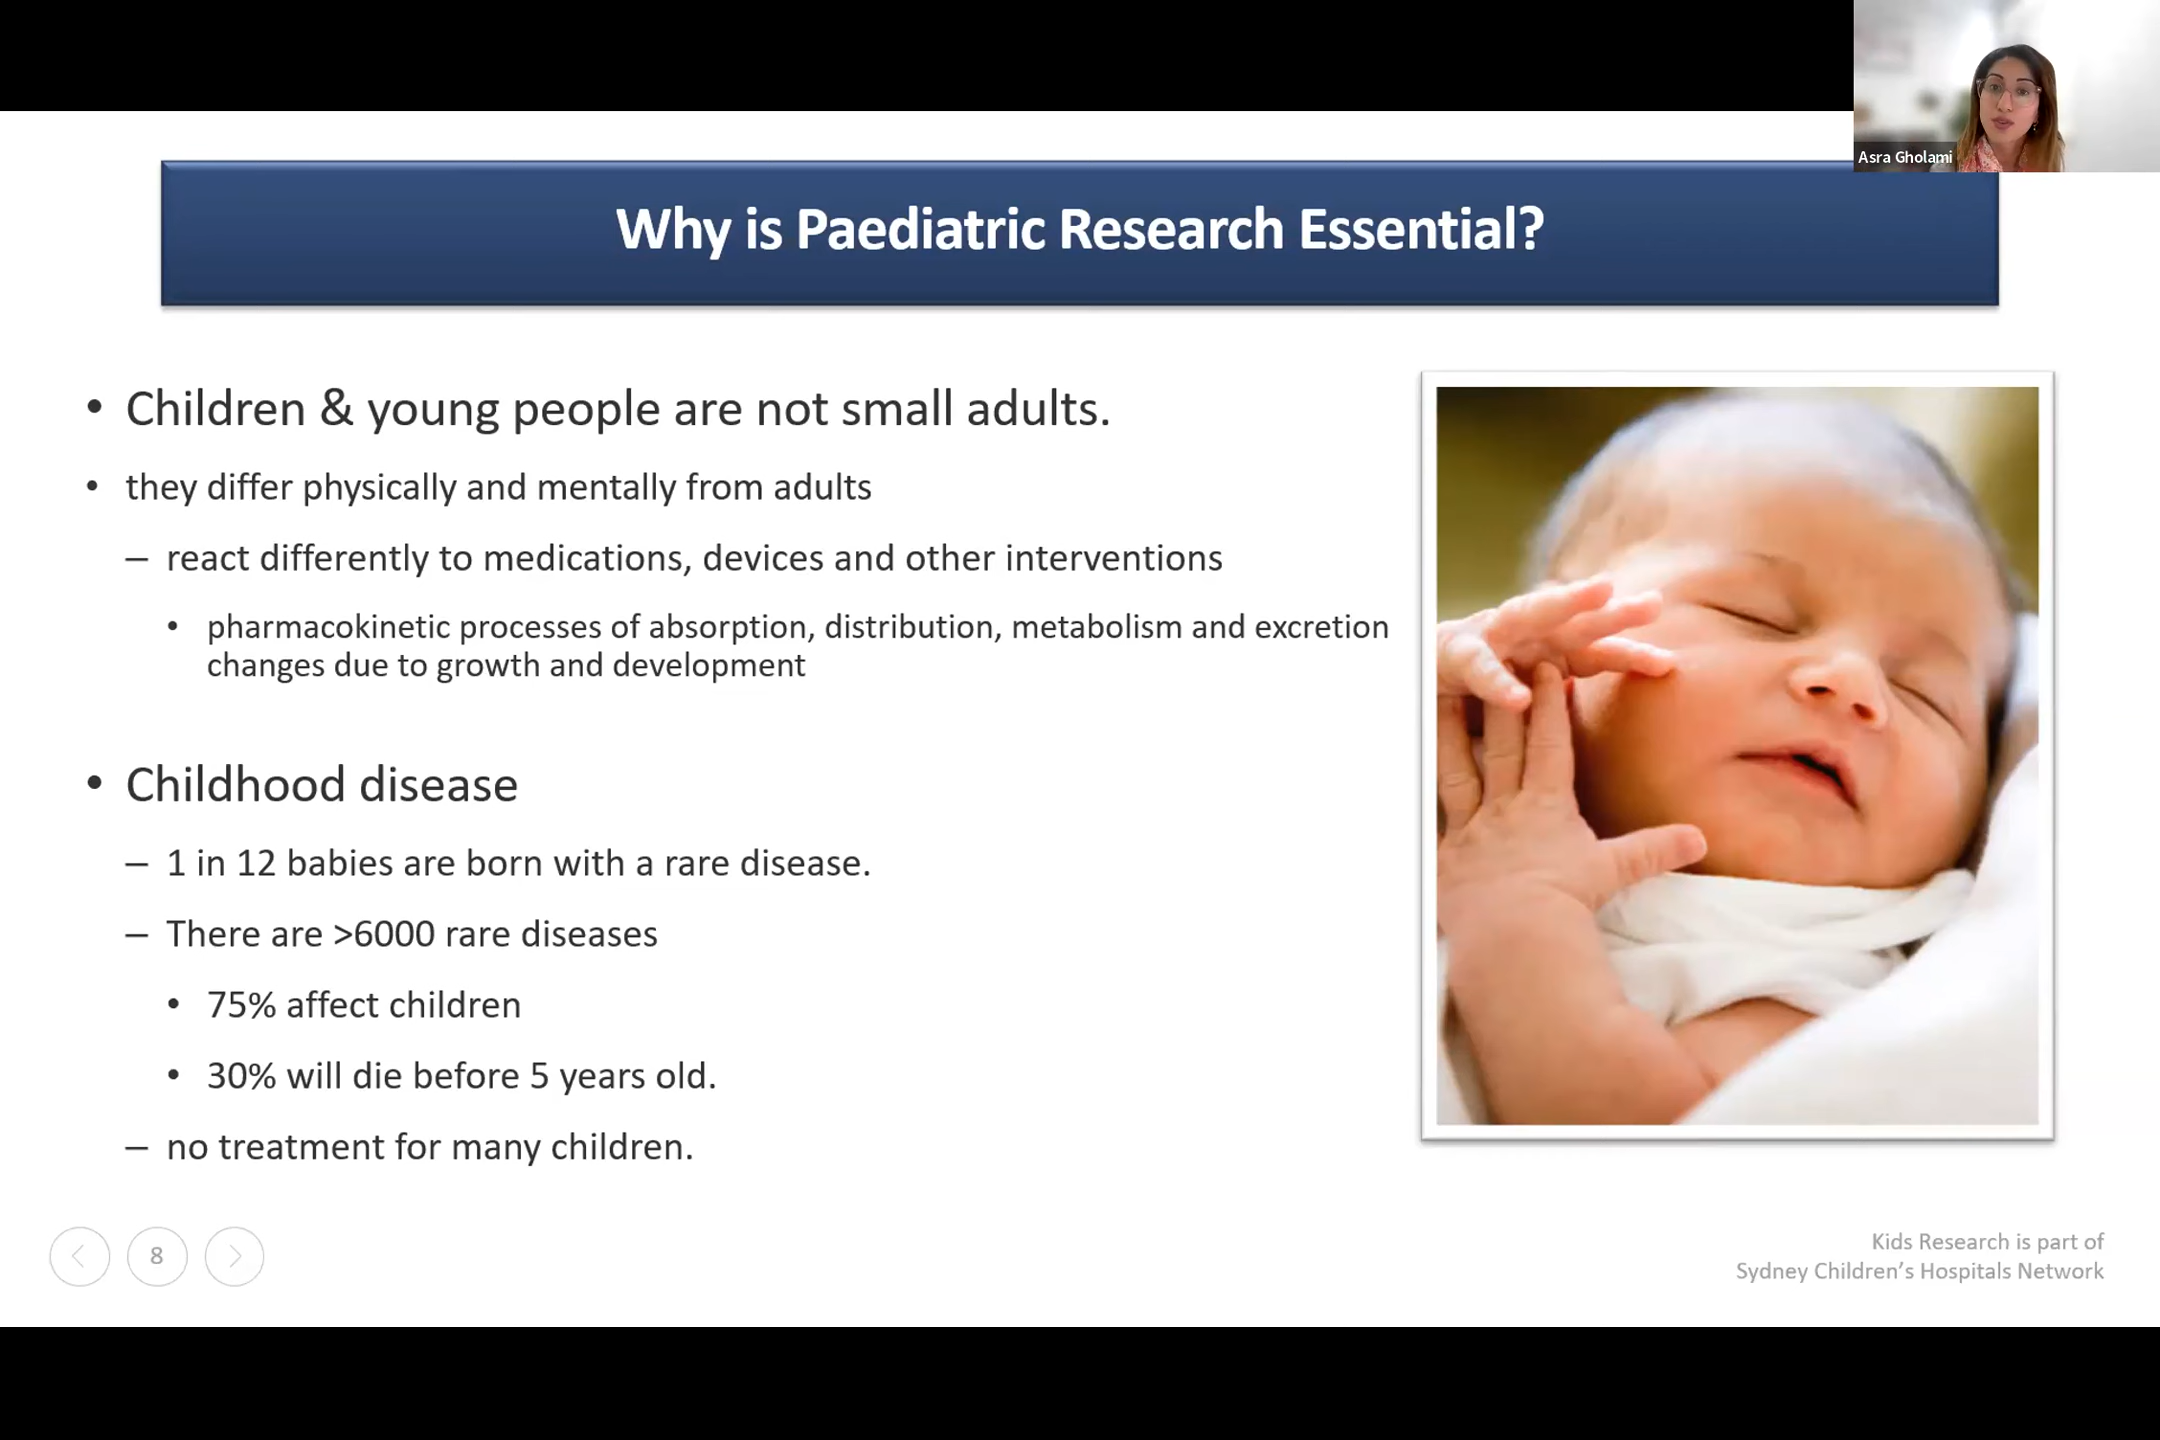 Asra Gholami
Why is Paediatric Research Essential?
• Children & young people are not small adults.
• they differ physically and mentally from adults
– react differently to medications, devices and other interventions
• pharmacokinetic processes of absorption, distribution, metabolism and excretion
changes due to growth and development
• Childhood disease
– 1 in 12 babies are born with a rare disease.
– There are >6000 rare diseases
• 75% affect children
• 30% will die before 5 years old.
– no treatment for many children.
8
Kids Research is part of
Sydney Children’s Hospitals Network